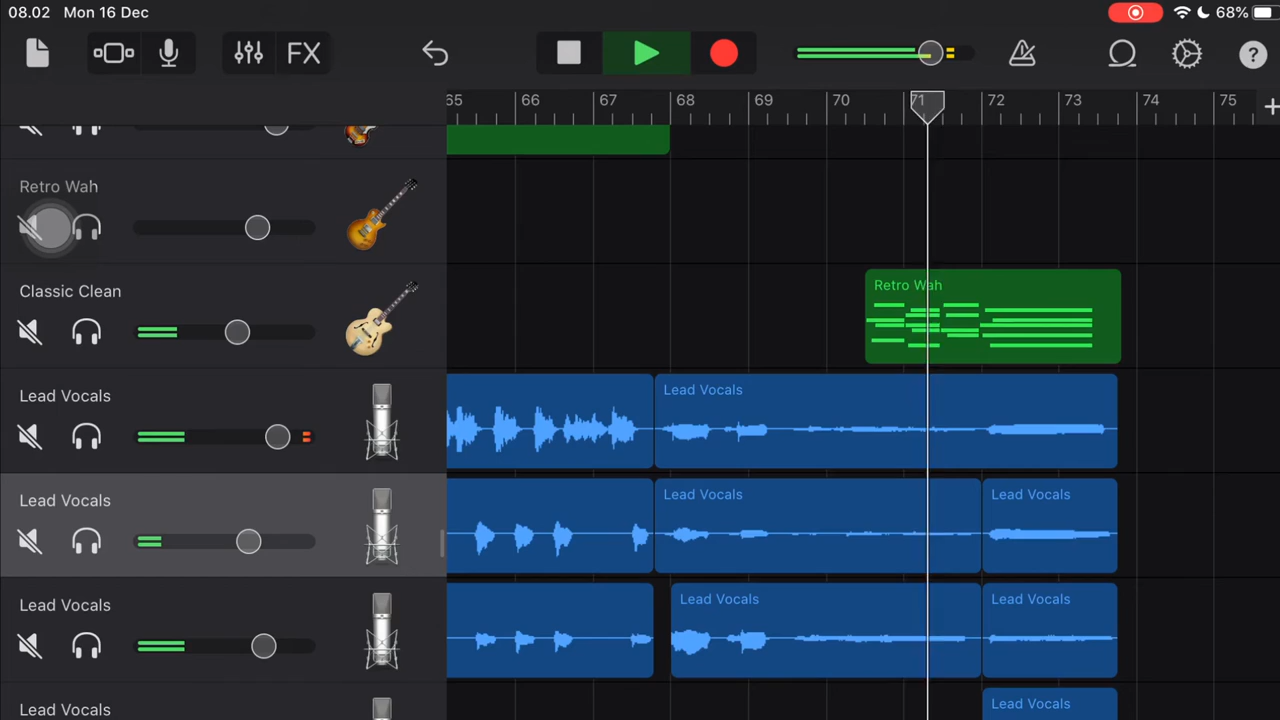 08.02 Mon 16 Dec
68%
FX
?
65 66 67 68 69 70 71 72 73 74 75
+
Retro Wah
Classic Clean
Retro Wah
Lead Vocals
Lead Vocals
Lead Vocals
Lead Vocals
Lead Vocals
Lead Vocals
Lead Vocals
Lead Vocals
Lead Vocals
Lead Vocals